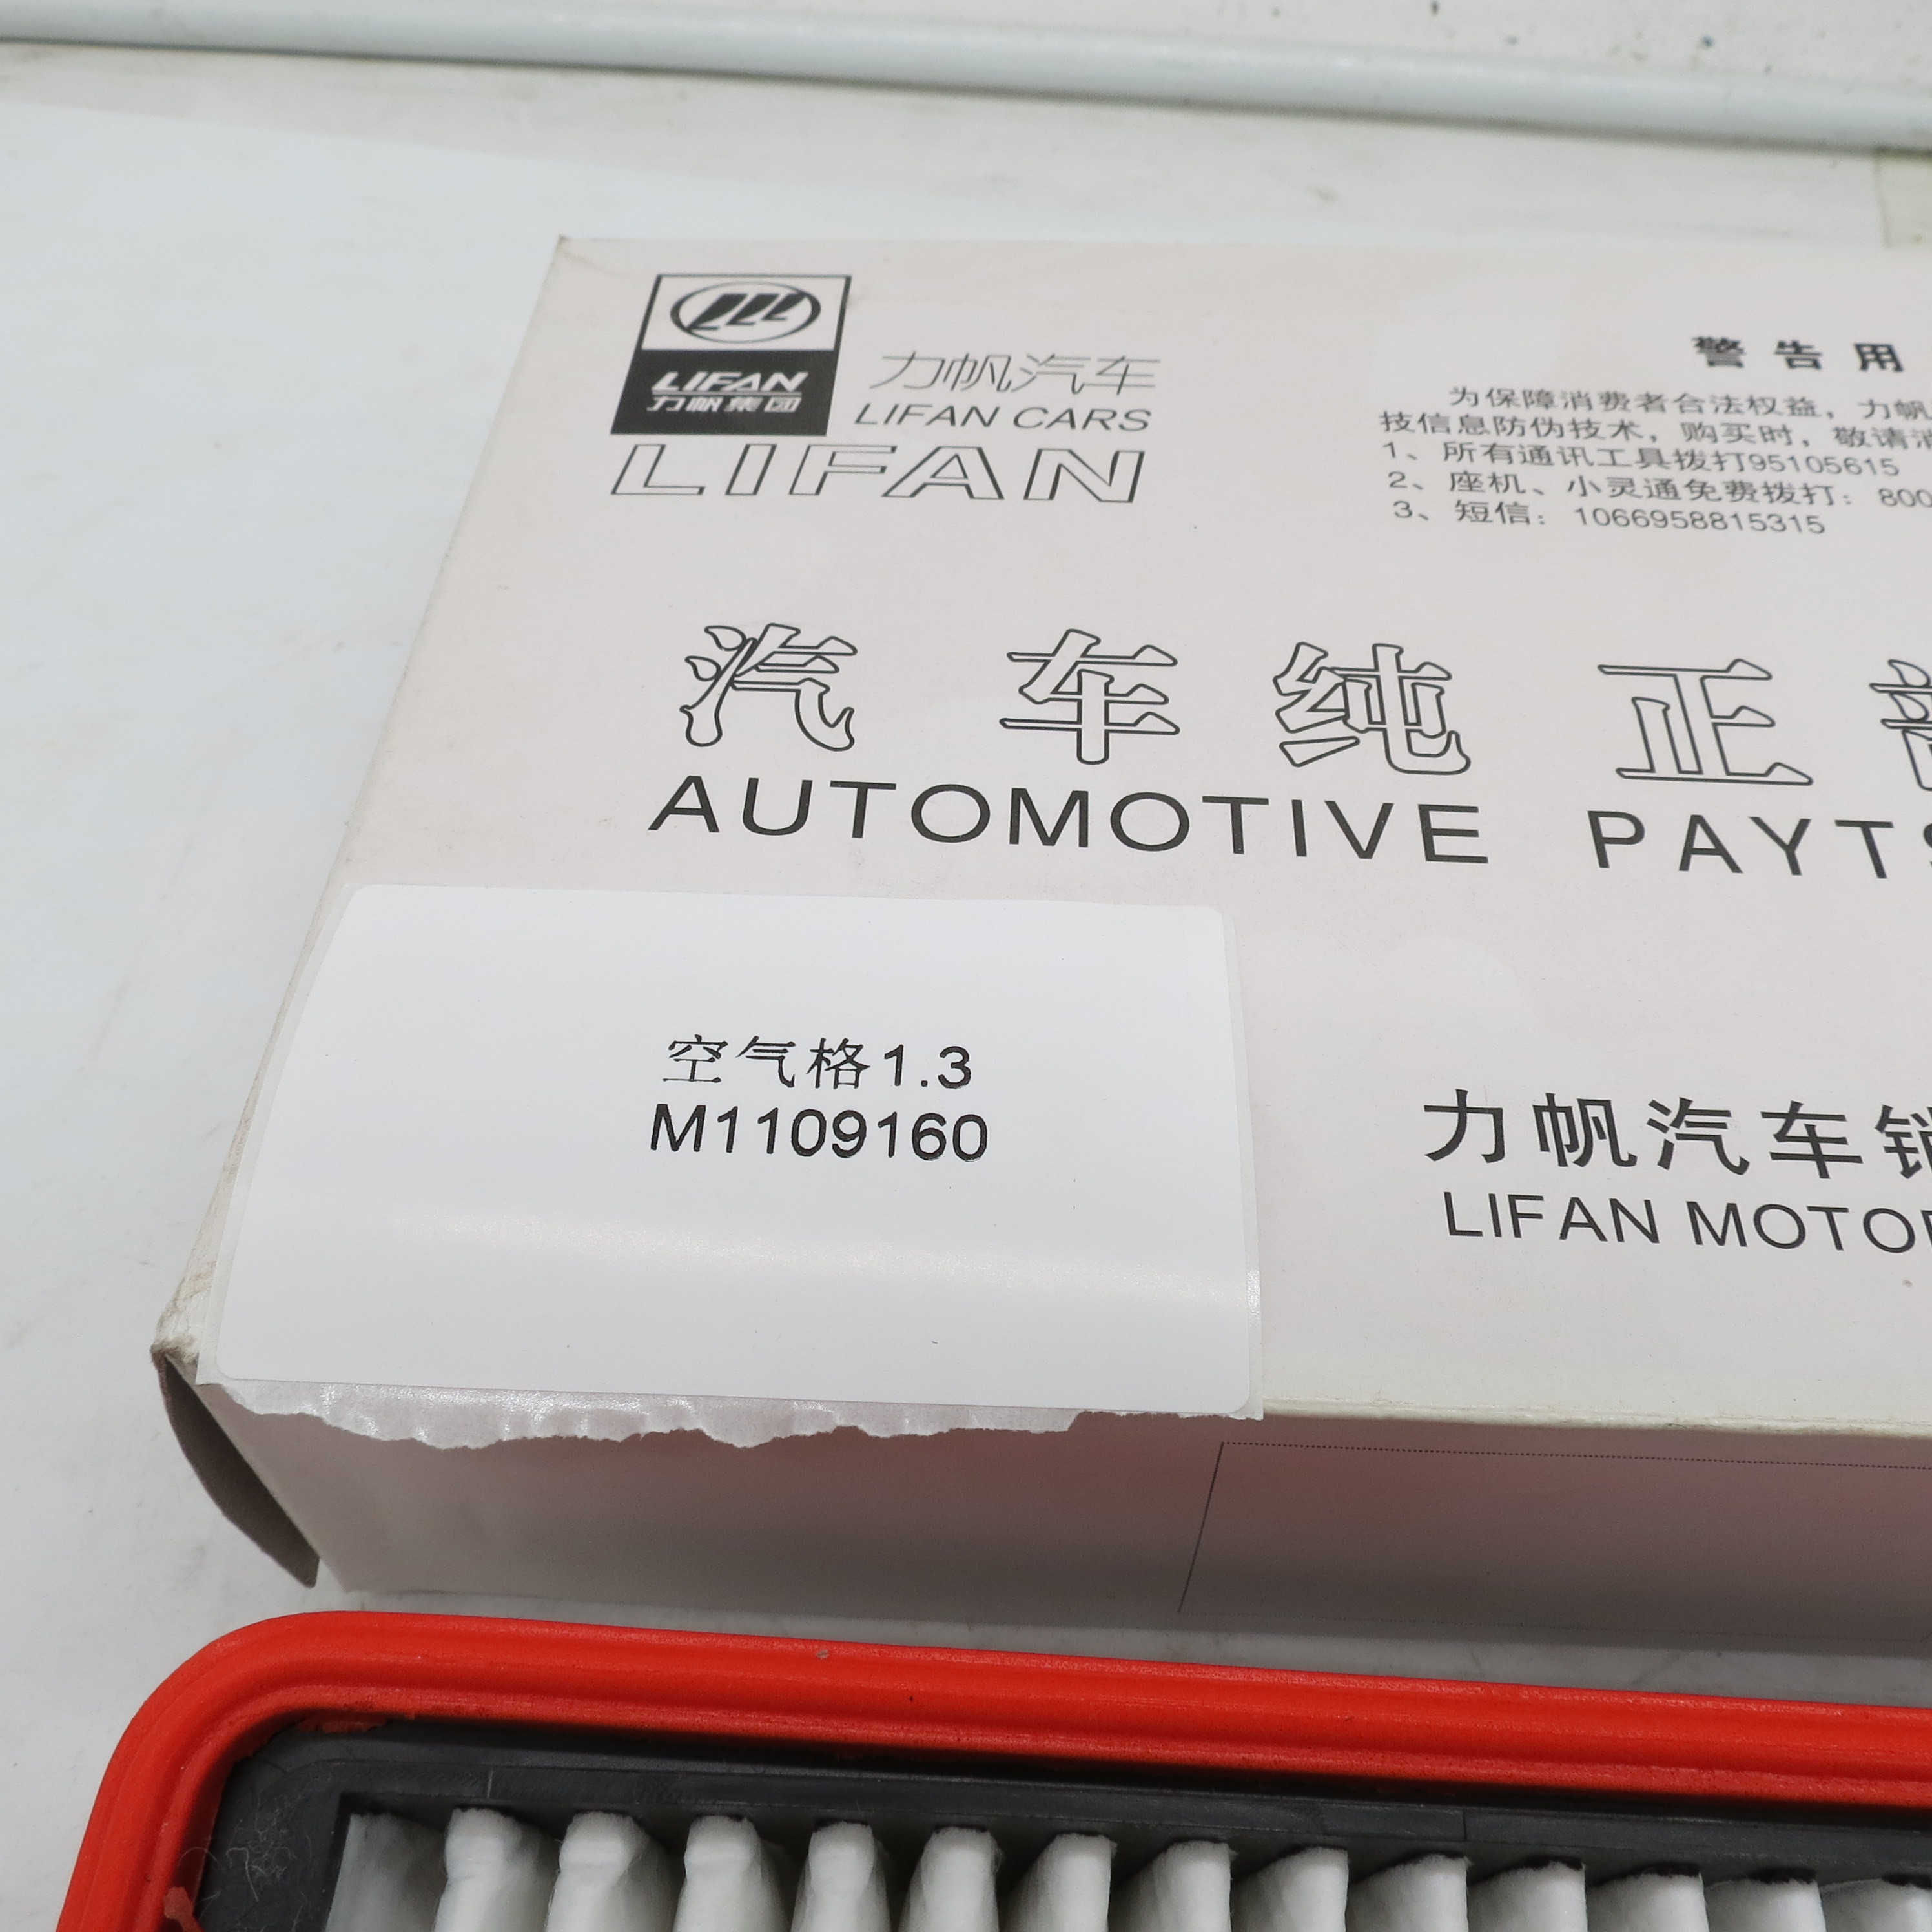 LIFAN
力帆集团
力帆汽车
LIFAN CARS
LIFAN
警告用
为保障消费者合法权益，力帆
技信息防伪技术，购买时，敬请消
1、所有通讯工具拨打95105615
2、座机、小灵通免费拨打：800
3、短信：1066958815315
汽车纯正部
AUTOMOTIVE PAYTS
空气格1.3
M1109160
力帆汽车销
LIFAN MOTOR